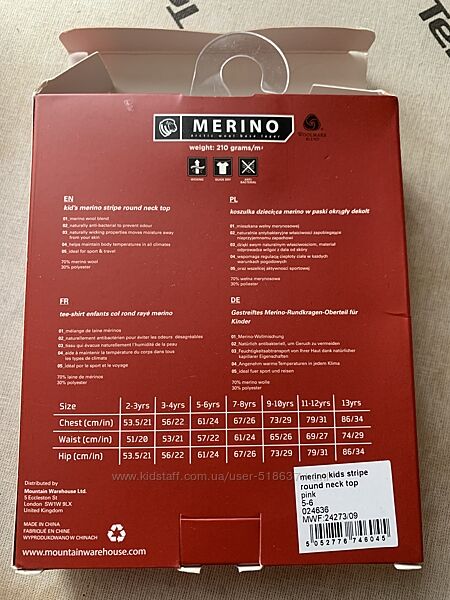 MERINO
arctic wool base layer
WOOLMARK
BLEND
weight: 210 grams/m²
WICKING QUICK DRY ANTI BACTERIAL
EN
kid's merino stripe round neck top
01_merino wool blend
02_naturally anti-bacterial to prevent odour
03_naturally wicking properties moves moisture away
from your skin.
04_helps maintain body temperatures in all climates
05_ideal for sport & travel
70% merino wool
30% polyester
PL
koszulka dziecięca merino w paski okrągły dekolt
01_mieszanka wełny merynosowej
02_naturalnie antybakteryjne właściwości zapobiegające
nieprzyjemnemu zapachowi
03_dzięki swym naturalnym właściwościom, materiał
odprowadza wilgoć z dala od skóry
04_wspomaga regulację ciepłoty ciała w każdych
warunkach pogodowych
05_oraz wszelkiej aktywności sportowej
70% wełna merynosowa
30% polyester
FR
tee-shirt enfants col rond rayé merino
01_mélange de laine mérinos
02_naturellement antibactérien pour éviter les odeurs désagréables
03_tissu qui évacue naturellement l'humidité de la peau
04_aide à maintenir la température du corps dans tous
les types de climats
05_idéal por le sport et le voyage
70% laine de mérinos
30% polyester
DE
Gestreiftes Merino-Rundkragen-Oberteil für
Kinder
01_Merino-Wollmischung
02_Natürlich antibakteriell, um Geruch zu vermeiden
03_Feuchtigkeitsabtransport von Ihrer Haut dank natürlicher
kapillarer Eigenschaften
04_Angenehm warme Temperaturen in jedem Klima
05_ideal fuer sport und reisen
70% merino wolle
30% polyester
Size 2-3yrs 3-4yrs 5-6yrs 7-8yrs 9-10yrs 11-12yrs 13yrs
Chest (cm/in) 53.5/21 56/22 61/24 67/26 73/29 79/31 86/34
Waist (cm/in) 51/20 53/21 57/22 61/24 65/26 69/27 74/29
Hip (cm/in) 53.5/21 56/22 61/24 67/26 73/29 79/31 86/34
Distributed by
Mountain Warehouse Ltd.
5 Eccleston St
London SW1W 9LX
United Kingdom
MADE IN CHINA
FABRIQUÉ EN CHINE
WYPRODUKOWANO W CHINACH
www.mountainwarehouse.com
merino kids stripe
round neck top
pink
5-6
024636
MWF:24273/09
5 052776 746045